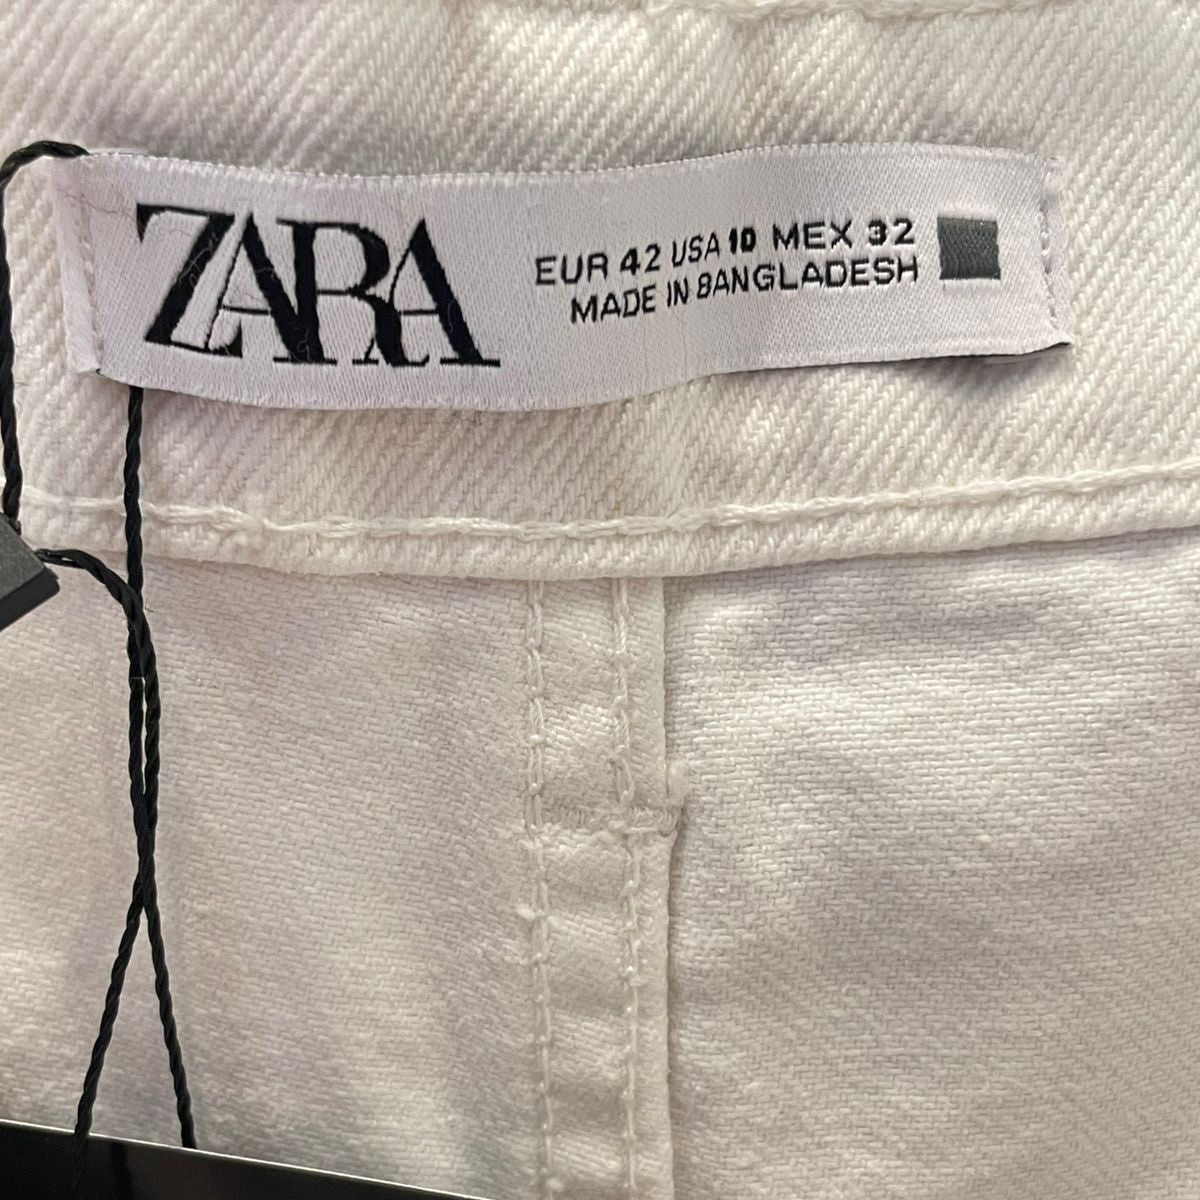 ZARA
EUR 42 USA 10 MEX 32
MADE IN BANGLADESH